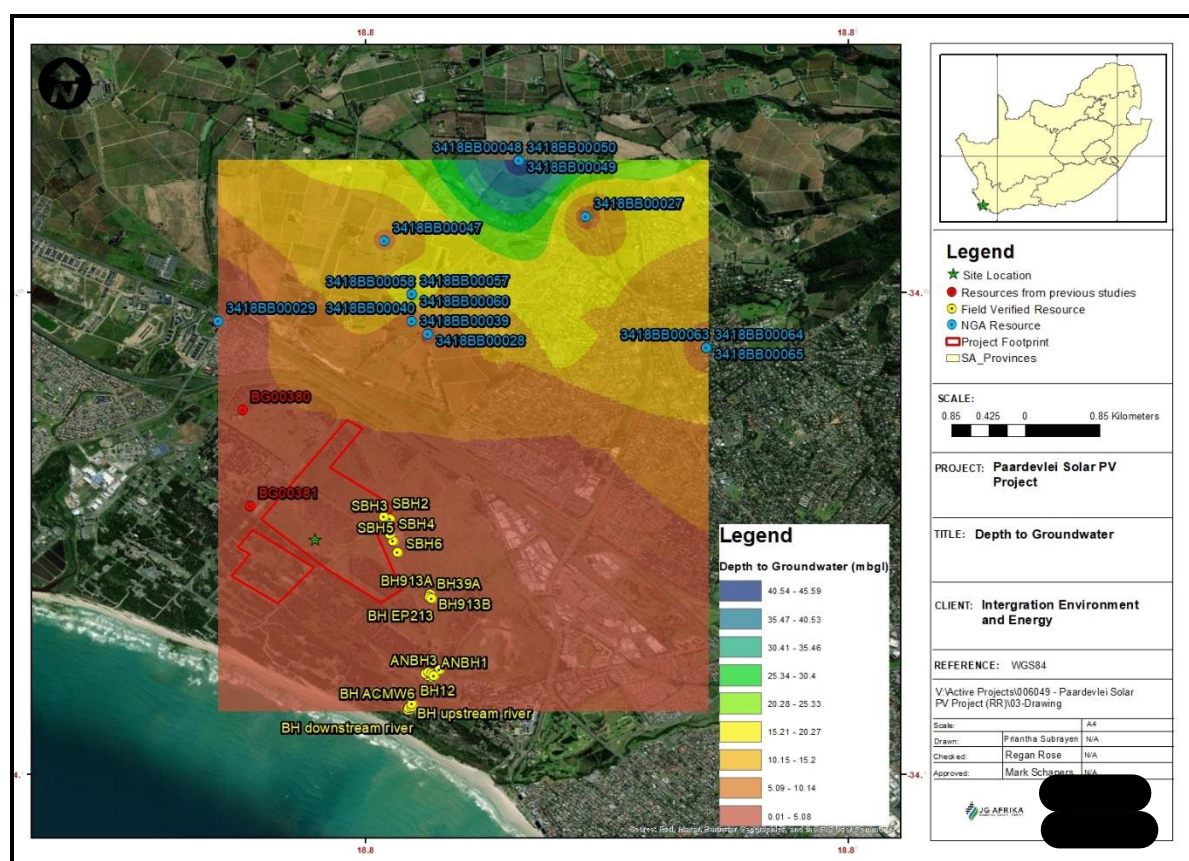 18.8
18.8
N
3418BB00048 3418BB00050
3418BB00049
3418BB00027
3418BB00047
3418BB00058 3418BB00057
3418BB00060
3418BB00029
3418BB00040
3418BB00039
3418BB00028
3418BB00063 3418BB00064
3418BB00065
BG00380
BG00381
SBH3 SBH2
SBH4
SBH5
SBH6
BH913A BH39A
BH913B
BH EP213
ANBH3 ANBH1
BH ACMW6
BH12
BH upstream river
BH downstream river
18.8
18.8
Legend
Depth to Groundwater (mbgl)
40.54 - 45.59
35.47 - 40.53
30.41 - 35.46
25.34 - 30.4
20.28 - 25.33
15.21 - 20.27
10.15 - 15.2
5.09 - 10.14
0.01 - 5.08
Legend
Site Location
Resources from previous studies
Field Verified Resource
NGA Resource
Project Footprint
SA_Provinces
SCALE:
0.85 0.425 0 0.85 Kilometers
PROJECT: Paardevlei Solar PV
Project
TITLE: Depth to Groundwater
CLIENT: Intergration Environment
and Energy
REFERENCE: WGS84
V:\Active Projects\006049 - Paardevlei Solar
PV Project (RR)\03-Drawing
Scale: A4
Drawn: Priantha Subrayen N/A
Checked: Regan Rose N/A
Approved: Mark Schapers N/A
JG AFRIKA